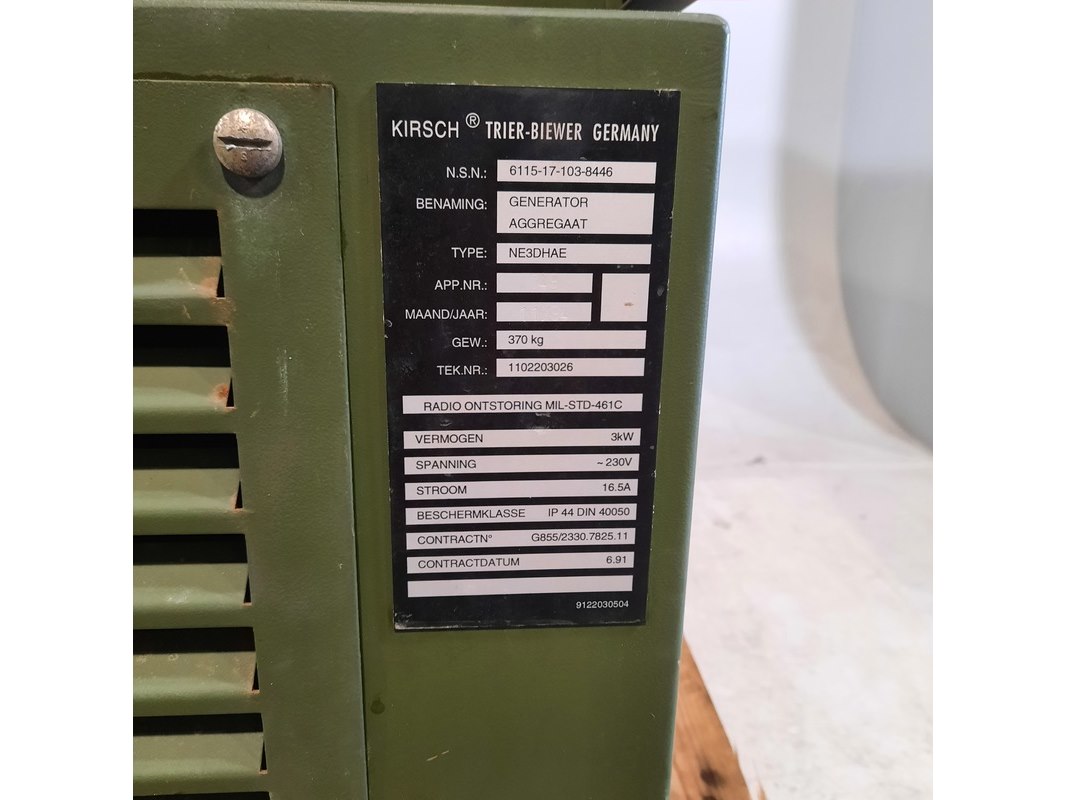 KIRSCH ® TRIER-BIEWER GERMANY
N.S.N.: 6115-17-103-8446
BENAMING: GENERATOR
AGGREGAAT
TYPE: NE3DHAE
APP.NR.:
MAAND/JAAR:
GEW.: 370 kg
TEK.NR.: 1102203026
RADIO ONTSTORING MIL-STD-461C
VERMOGEN 3kW
SPANNING ~ 230V
STROOM 16.5A
BESCHERMKLASSE IP 44 DIN 40050
CONTRACTN° G855/2330.7825.11
CONTRACTDATUM 6.91
9122030504